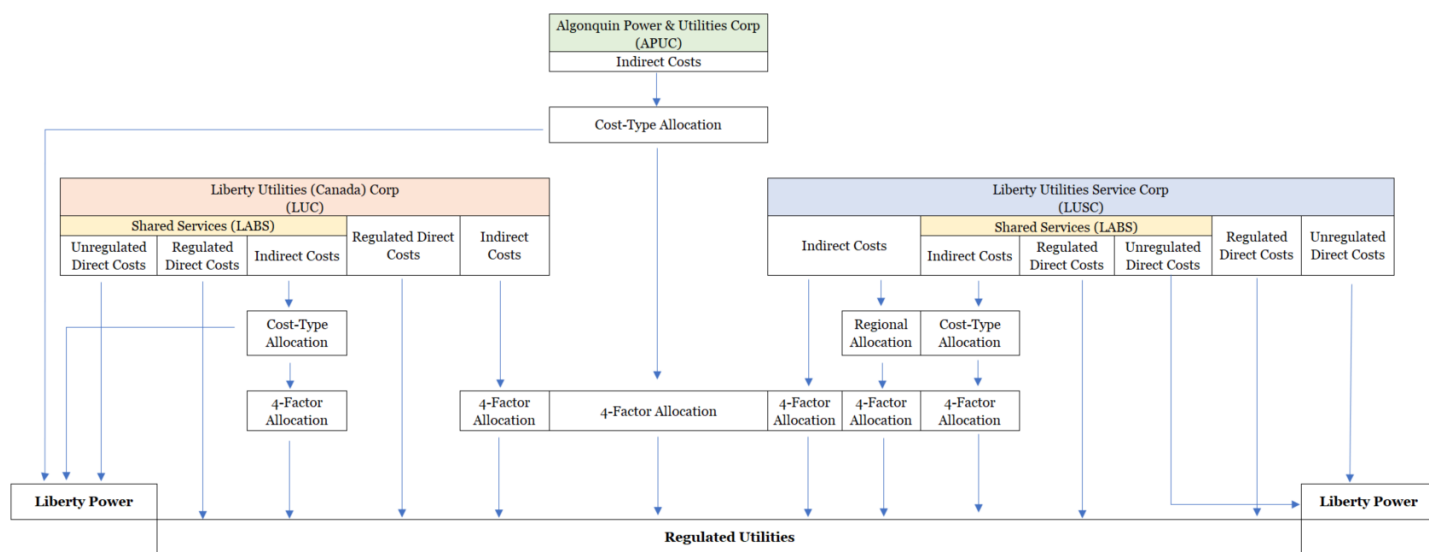 Algonquin Power & Utilities Corp
(APUC)
Indirect Costs
Cost-Type Allocation
Liberty Utilities (Canada) Corp
(LUC)
Shared Services (LABS)
Unregulated
Direct Costs
Regulated
Direct Costs
Indirect Costs
Regulated Direct
Costs
Indirect
Costs
Liberty Utilities Service Corp
(LUSC)
Indirect Costs
Shared Services (LABS)
Indirect Costs
Regulated
Direct Costs
Unregulated
Direct Costs
Regulated
Direct Costs
Unregulated
Direct Costs
Cost-Type
Allocation
Regional
Allocation
Cost-Type
Allocation
4-Factor
Allocation
4-Factor
Allocation
4-Factor Allocation
4-Factor
Allocation
4-Factor
Allocation
4-Factor
Allocation
Liberty Power
Liberty Power
Regulated Utilities